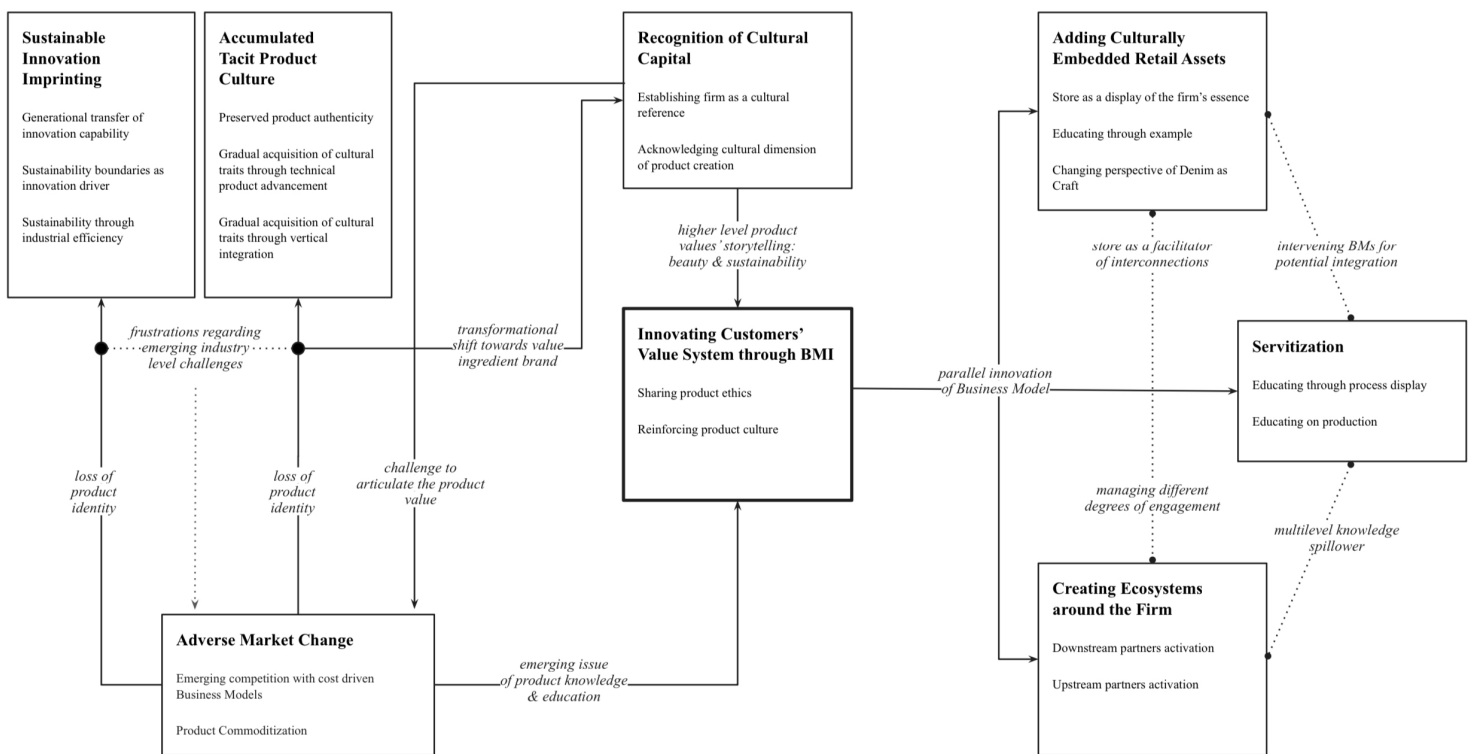 Sustainable
Innovation
Imprinting
Generational transfer of
innovation capability
Sustainability boundaries as
innovation driver
Sustainability through
industrial efficiency
Accumulated
Tacit Product
Culture
Preserved product authenticity
Gradual acquisition of cultural
traits through technical
product advancement
Gradual acquisition of cultural
traits through vertical
integration
Recognition of Cultural
Capital
Establishing firm as a cultural
reference
Acknowledging cultural dimension
of product creation
Adding Culturally
Embedded Retail Assets
Store as a display of the firm's essence
Educating through example
Changing perspective of Denim as
Craft
higher level product
values' storytelling:
beauty & sustainability
store as a facilitator
of interconnections
intervening BMs for
potential integration
frustrations regarding
emerging industry
level challenges
transformational
shift towards value
ingredient brand
Innovating Customers'
Value System through BMI
Sharing product ethics
Reinforcing product culture
parallel innovation
of Business Model
Servitization
Educating through process display
Educating on production
loss of
product
identity
loss of
product
identity
challenge to
articulate the product
value
managing different
degrees of engagement
multilevel knowledge
spillower
Adverse Market Change
Emerging competition with cost driven
Business Models
Product Commoditization
emerging issue
of product knowledge
& education
Creating Ecosystems
around the Firm
Downstream partners activation
Upstream partners activation